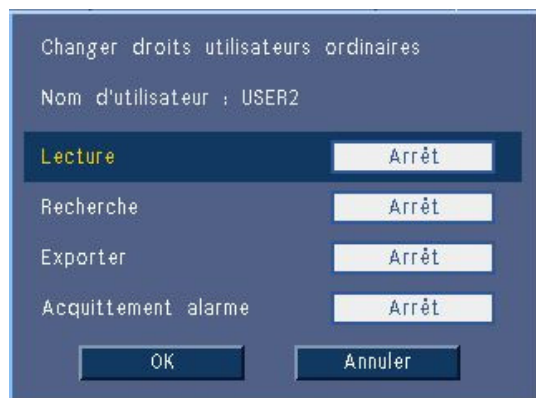 Changer droits utilisateurs ordinaires
Nom d'utilisateur : USER2
Lecture Arrêt
Recherche Arrêt
Exporter Arrêt
Acquittement alarme Arrêt
OK Annuler